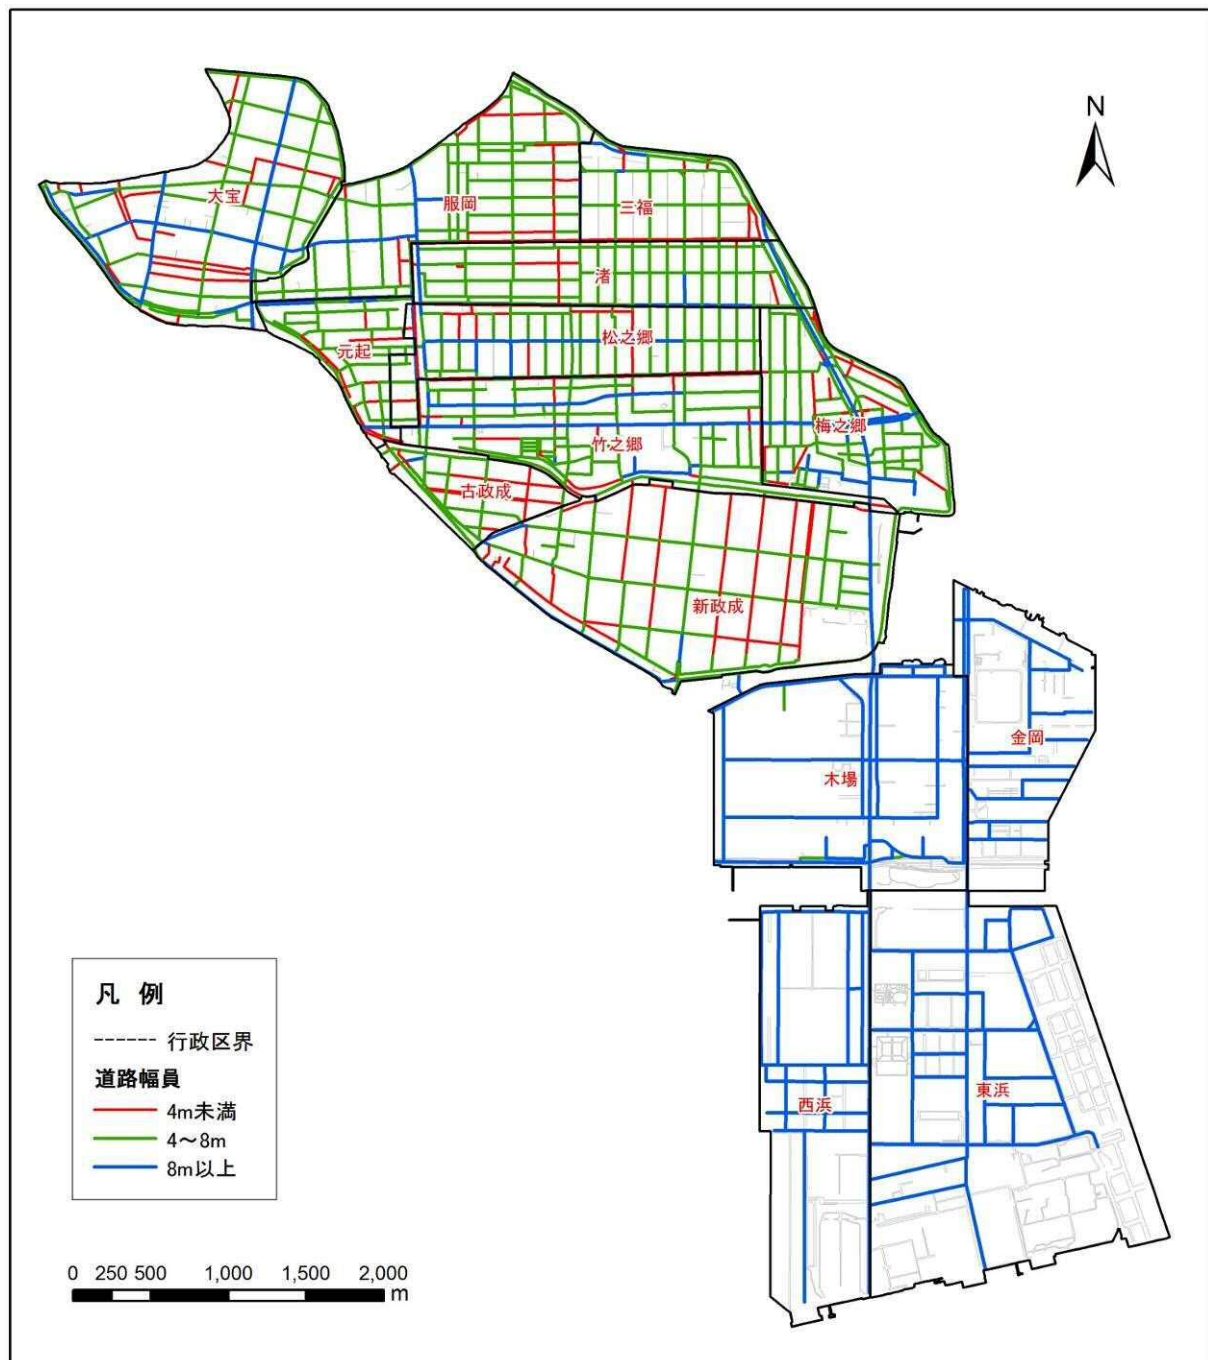 N
大宝
服岡
三福
渚
松之郷
元起
梅之郷
竹之郷
古政成
新政成
金岡
木場
西浜
東浜
凡 例
行政区界
道路幅員
4m未満
4～8m
8m以上
0 250 500 1,000 1,500 2,000
m